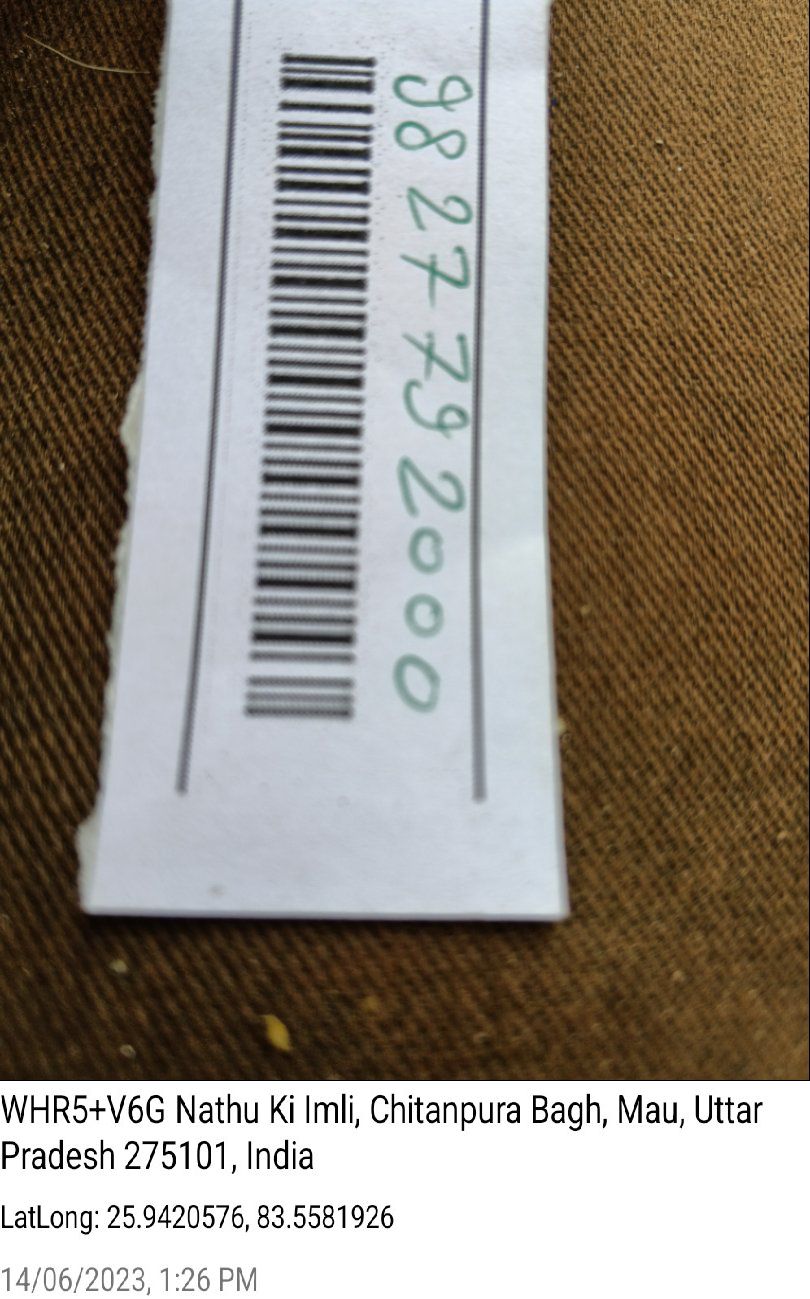 9827792000
WHR5+V6G Nathu Ki Imli, Chitanpura Bagh, Mau, Uttar
Pradesh 275101, India
LatLong: 25.9420576, 83.5581926
14/06/2023, 1:26 PM